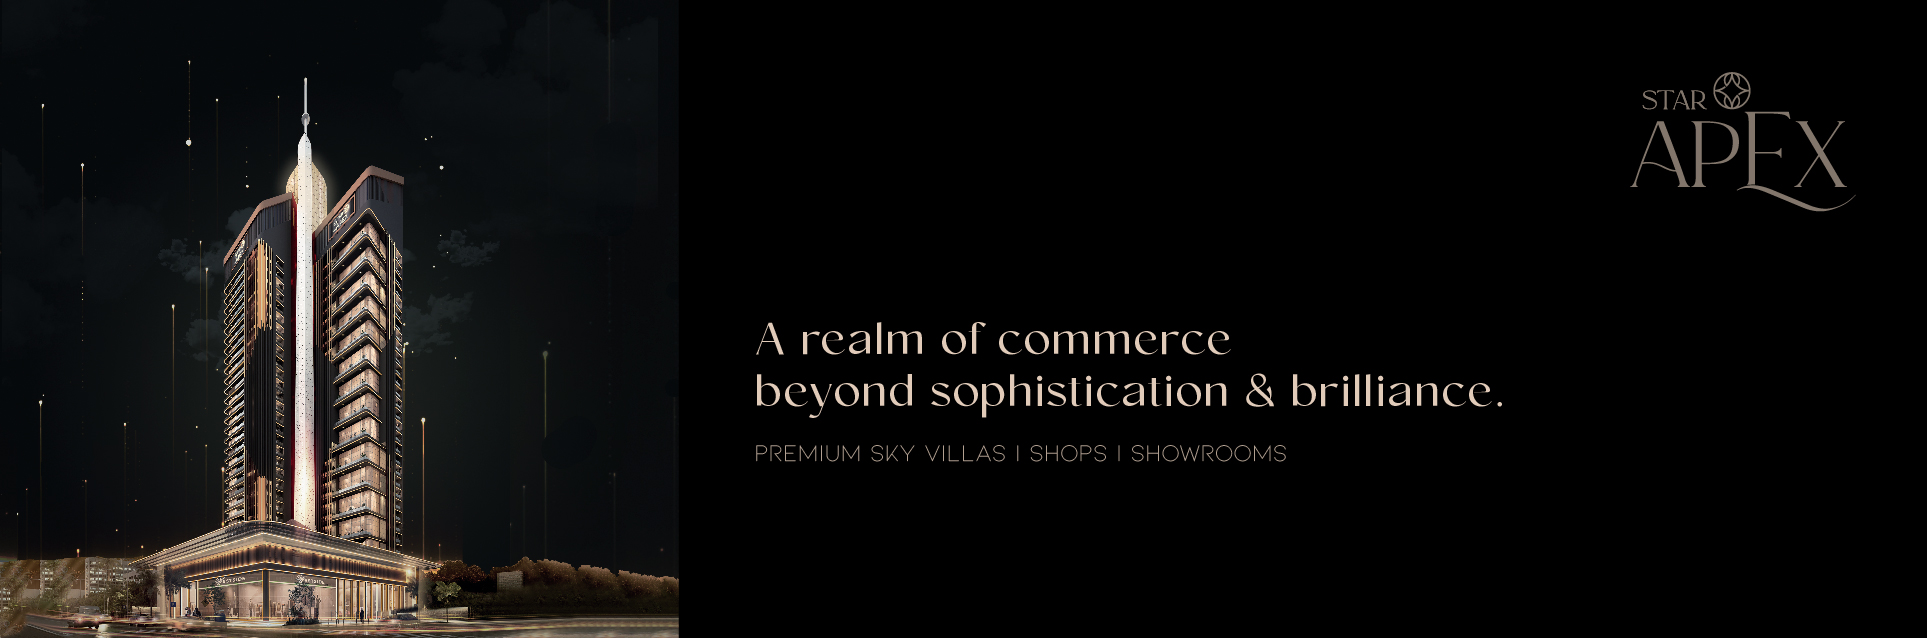 STAR
APEX
A realm of commerce
beyond sophistication & brilliance.
PREMIUM SKY VILLAS | SHOPS | SHOWROOMS